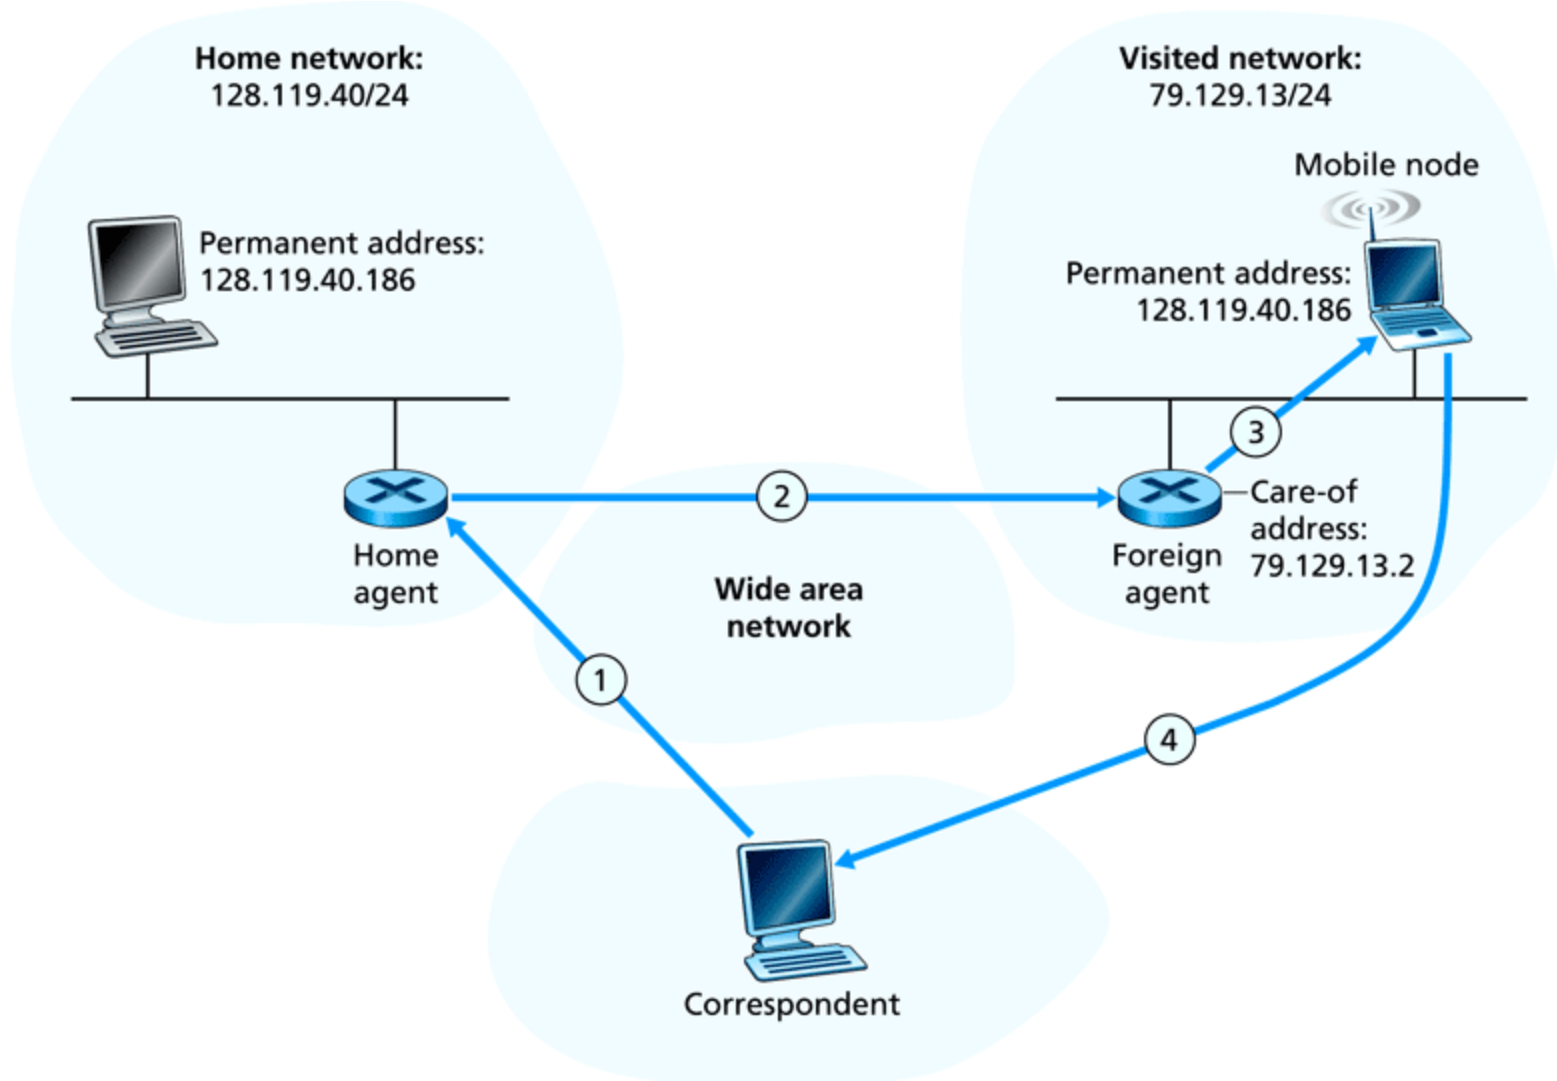 Home network:
128.119.40/24
Visited network:
79.129.13/24
Mobile node
Permanent address:
128.119.40.186
Permanent address:
128.119.40.186
3
2
Care-of
address:
79.129.13.2
Home
agent
Foreign
agent
Wide area
network
1
4
Correspondent